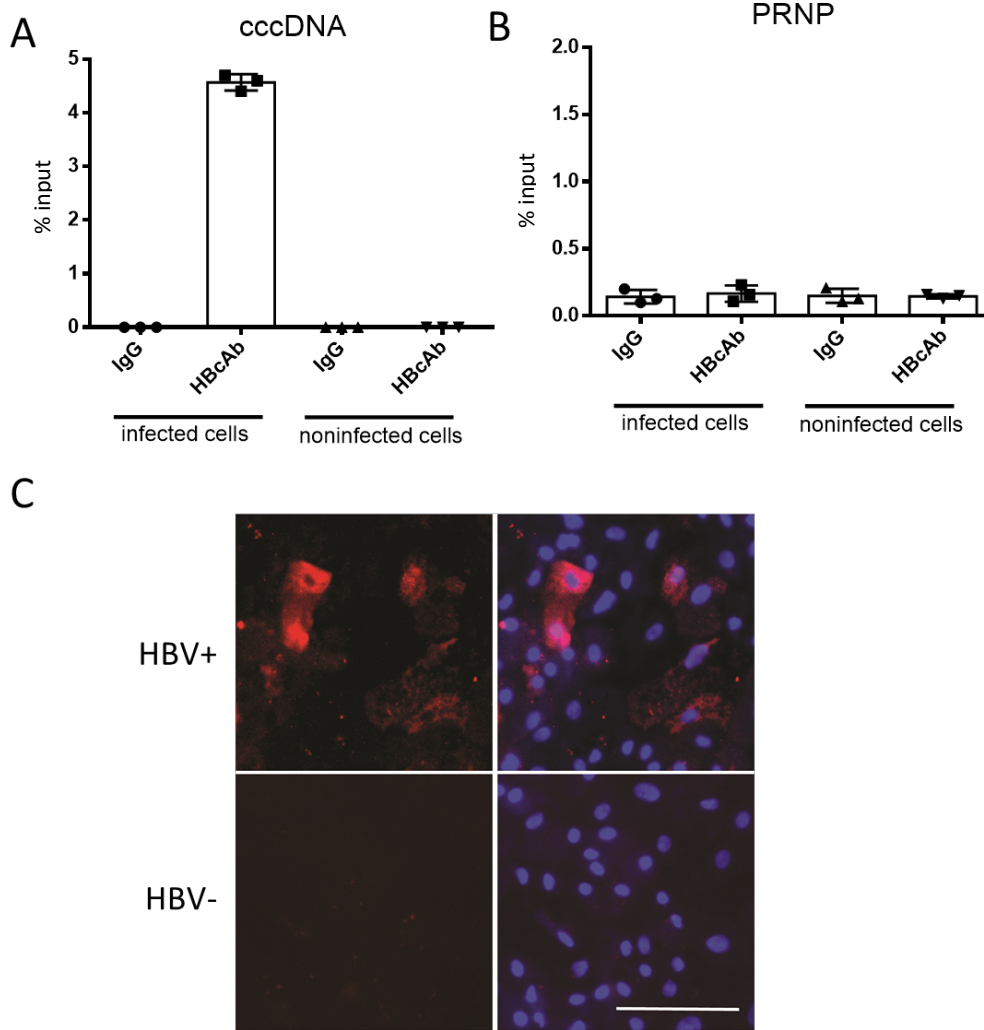 A
cccDNA
5
4
3
2
1
0
% input
IgG
HBcAb
IgG
HBcAb
infected cells
noninfected cells
B
PRNP
2.0
1.5
1.0
0.5
0.0
% input
IgG
HBcAb
IgG
HBcAb
infected cells
noninfected cells
C
HBV+
HBV-